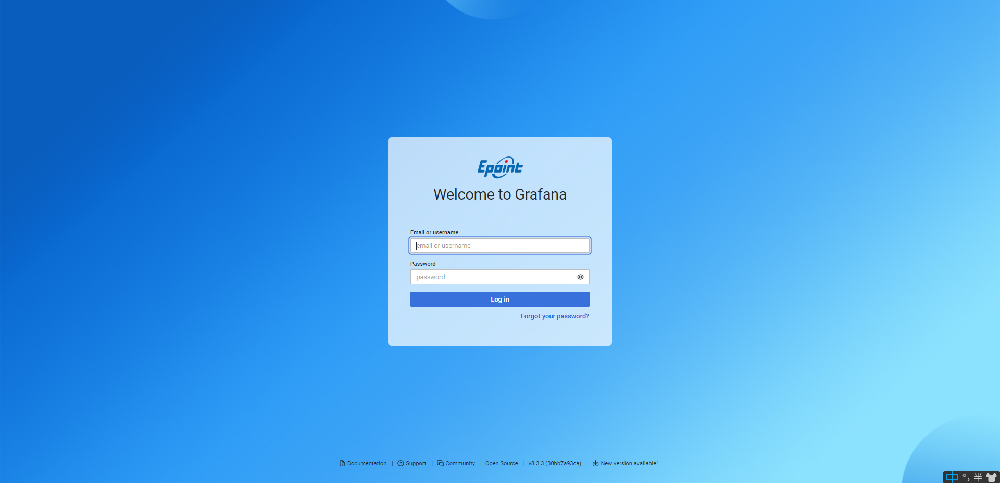 Epoint
Welcome to Grafana
Email or username
email or username
Password
password
Log in
Forgot your password?
Documentation | Support | Community | Open Source | v8.3.3 (30bb7a93ca) | New version available!
中 °, 半